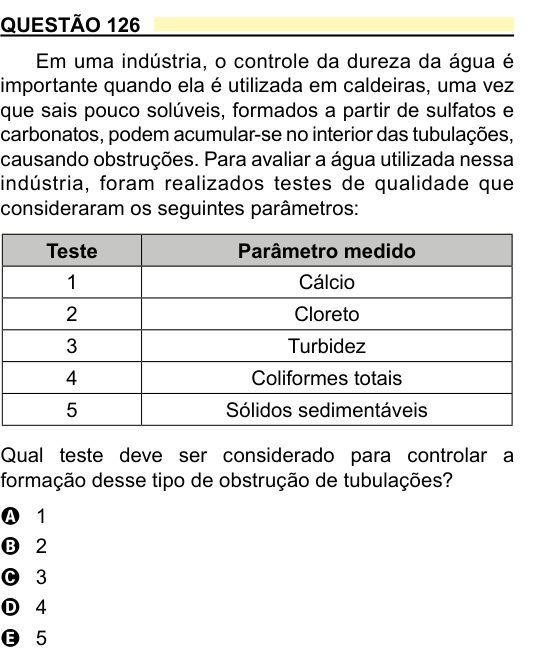 QUESTÃO 126
Em uma indústria, o controle da dureza da água é
importante quando ela é utilizada em caldeiras, uma vez
que sais pouco solúveis, formados a partir de sulfatos e
carbonatos, podem acumular-se no interior das tubulações,
causando obstruções. Para avaliar a água utilizada nessa
indústria, foram realizados testes de qualidade que
consideraram os seguintes parâmetros:
Teste Parâmetro medido
1 Cálcio
2 Cloreto
3 Turbidez
4 Coliformes totais
5 Sólidos sedimentáveis
Qual teste deve ser considerado para controlar a
formação desse tipo de obstrução de tubulações?
A 1
B 2
C 3
D 4
E 5